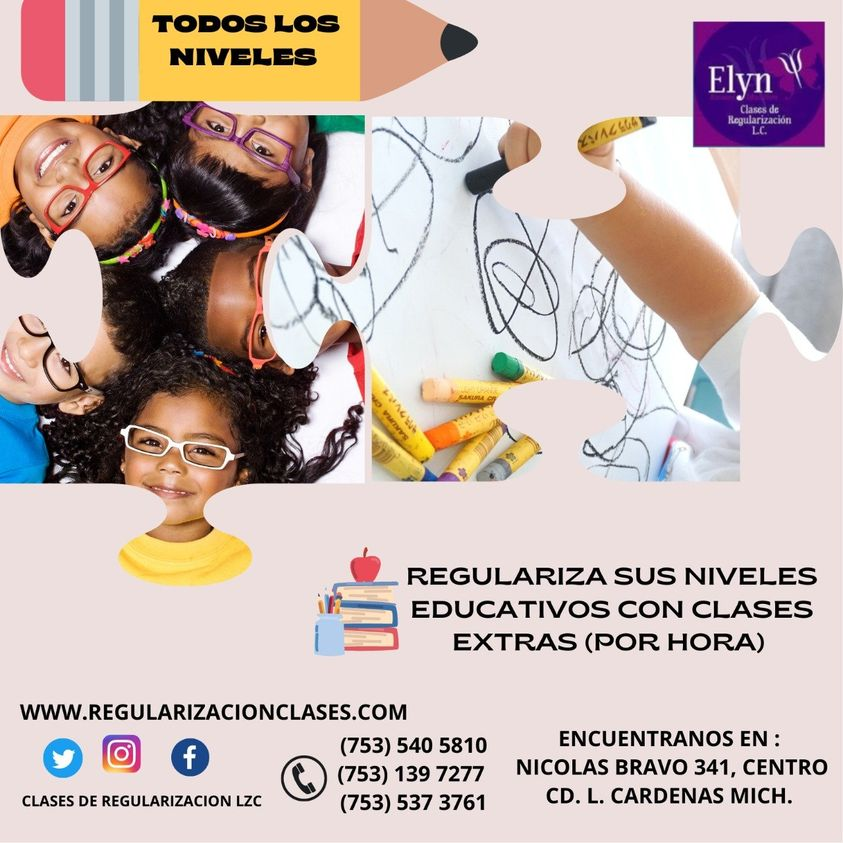 TODOS LOS
NIVELES
Elyn
Clases de
Regularización
L.C.
REGULARIZA SUS NIVELES
EDUCATIVOS CON CLASES
EXTRAS (POR HORA)
WWW.REGULARIZACIONCLASES.COM
CLASES DE REGULARIZACION LZC
(753) 540 5810
(753) 139 7277
(753) 537 3761
ENCUENTRANOS EN :
NICOLAS BRAVO 341, CENTRO
CD. L. CARDENAS MICH.